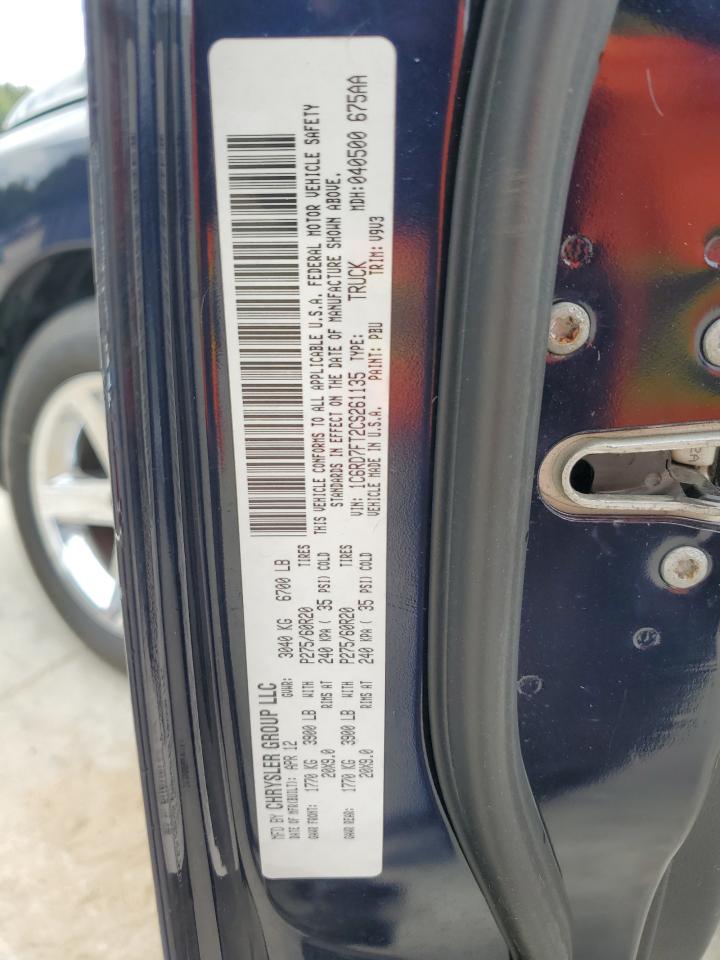 MFD BY CHRYSLER GROUP LLC
DATE OF MFR(BUILT): APR 12 GVWR: 3040 KG 6700 LB
GAWR FRONT: 1770 KG 3900 LB WITH P275/60R20 TIRES
20X9.0 RIMS AT 240 KPA ( 35 PSI) COLD
GAWR REAR: 1770 KG 3900 LB WITH P275/60R20 TIRES
20X9.0 RIMS AT 240 KPA ( 35 PSI) COLD
THIS VEHICLE CONFORMS TO ALL APPLICABLE U.S.A. FEDERAL MOTOR VEHICLE SAFETY
STANDARDS IN EFFECT ON THE DATE OF MANUFACTURE SHOWN ABOVE.
VIN: 1C6RD7FT2CS261135 TYPE: TRUCK MDH: 040500 675AA
VEHICLE MADE IN U.S.A. PAINT: PBU TRIM: V9V3